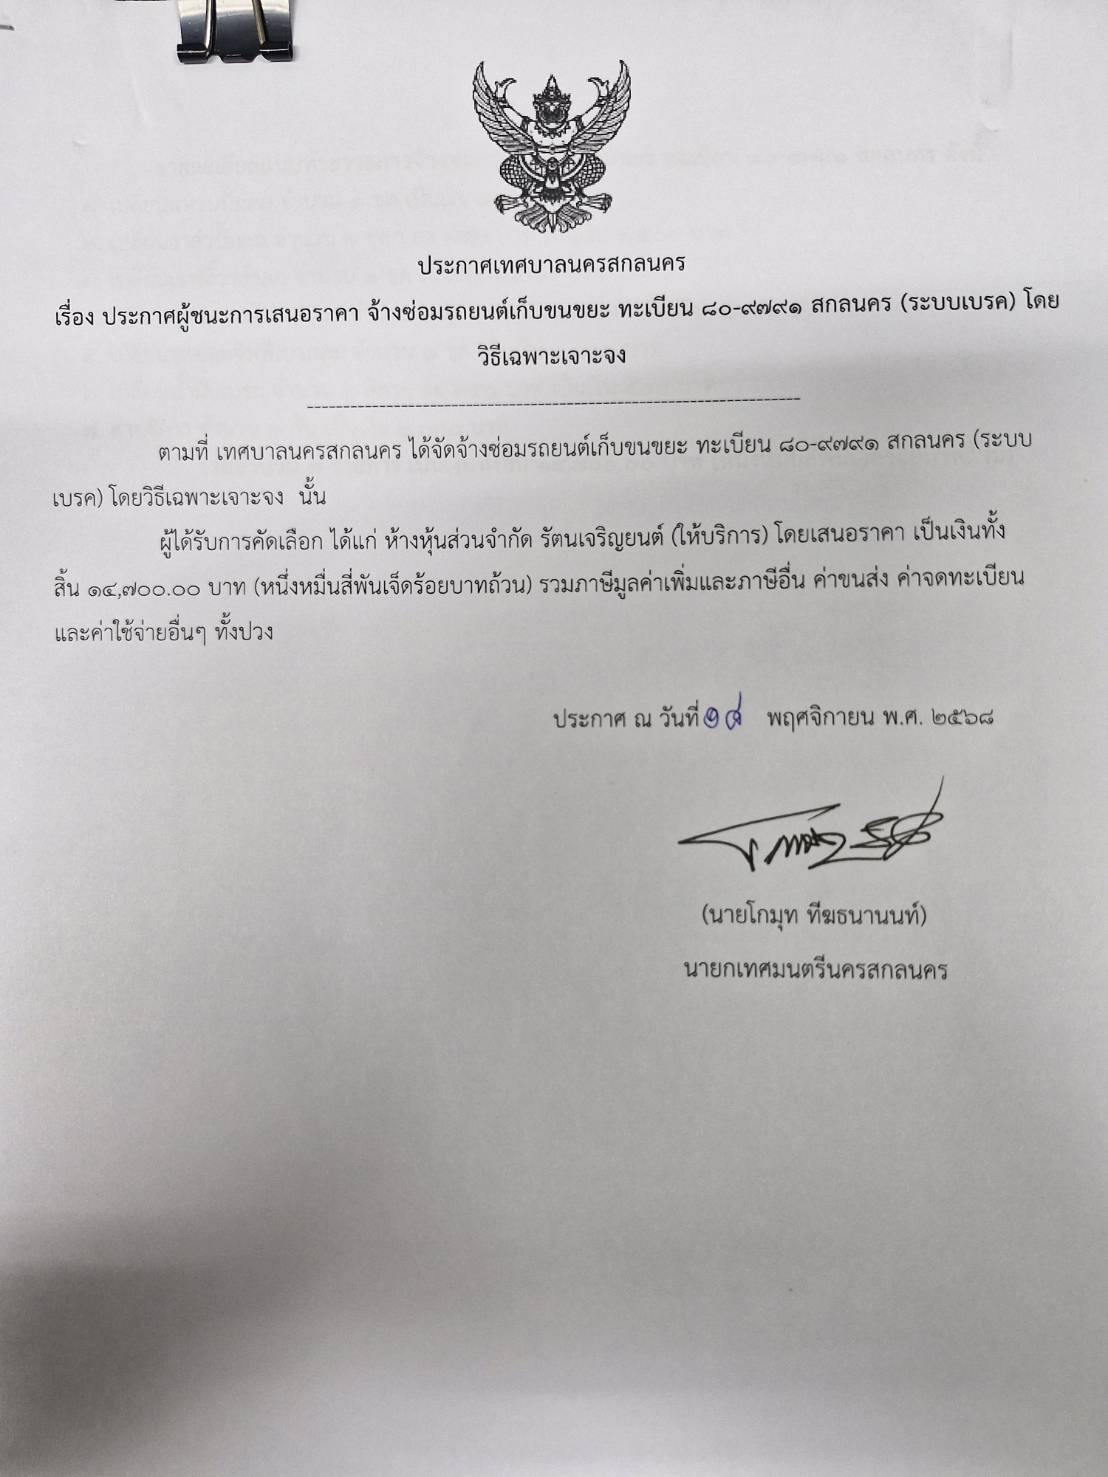 ประกาศเทศบาลนครสกลนคร
เรื่อง ประกาศผู้ชนะการเสนอราคา จ้างซ่อมรถยนต์เก็บขนขยะ ทะเบียน ๘๐-๙๗๙๑ สกลนคร (ระบบเบรค) โดย
วิธีเฉพาะเจาะจง
--------------------------------------------------------------------
ตามที่ เทศบาลนครสกลนคร ได้จัดจ้างซ่อมรถยนต์เก็บขนขยะ ทะเบียน ๘๐-๙๗๙๑ สกลนคร (ระบบ
เบรค) โดยวิธีเฉพาะเจาะจง นั้น
ผู้ได้รับการคัดเลือก ได้แก่ ห้างหุ้นส่วนจำกัด รัตนเจริญยนต์ (ให้บริการ) โดยเสนอราคา เป็นเงินทั้ง
สิ้น ๑๔,๗๐๐.๐๐ บาท (หนึ่งหมื่นสี่พันเจ็ดร้อยบาทถ้วน) รวมภาษีมูลค่าเพิ่มและภาษีอื่น ค่าขนส่ง ค่าจดทะเบียน
และค่าใช้จ่ายอื่นๆ ทั้งปวง
ประกาศ ณ วันที่ พฤศจิกายน พ.ศ. ๒๕๖๘
(นายโกมุท ทีฆธนานนท์)
นายกเทศมนตรีนครสกลนคร